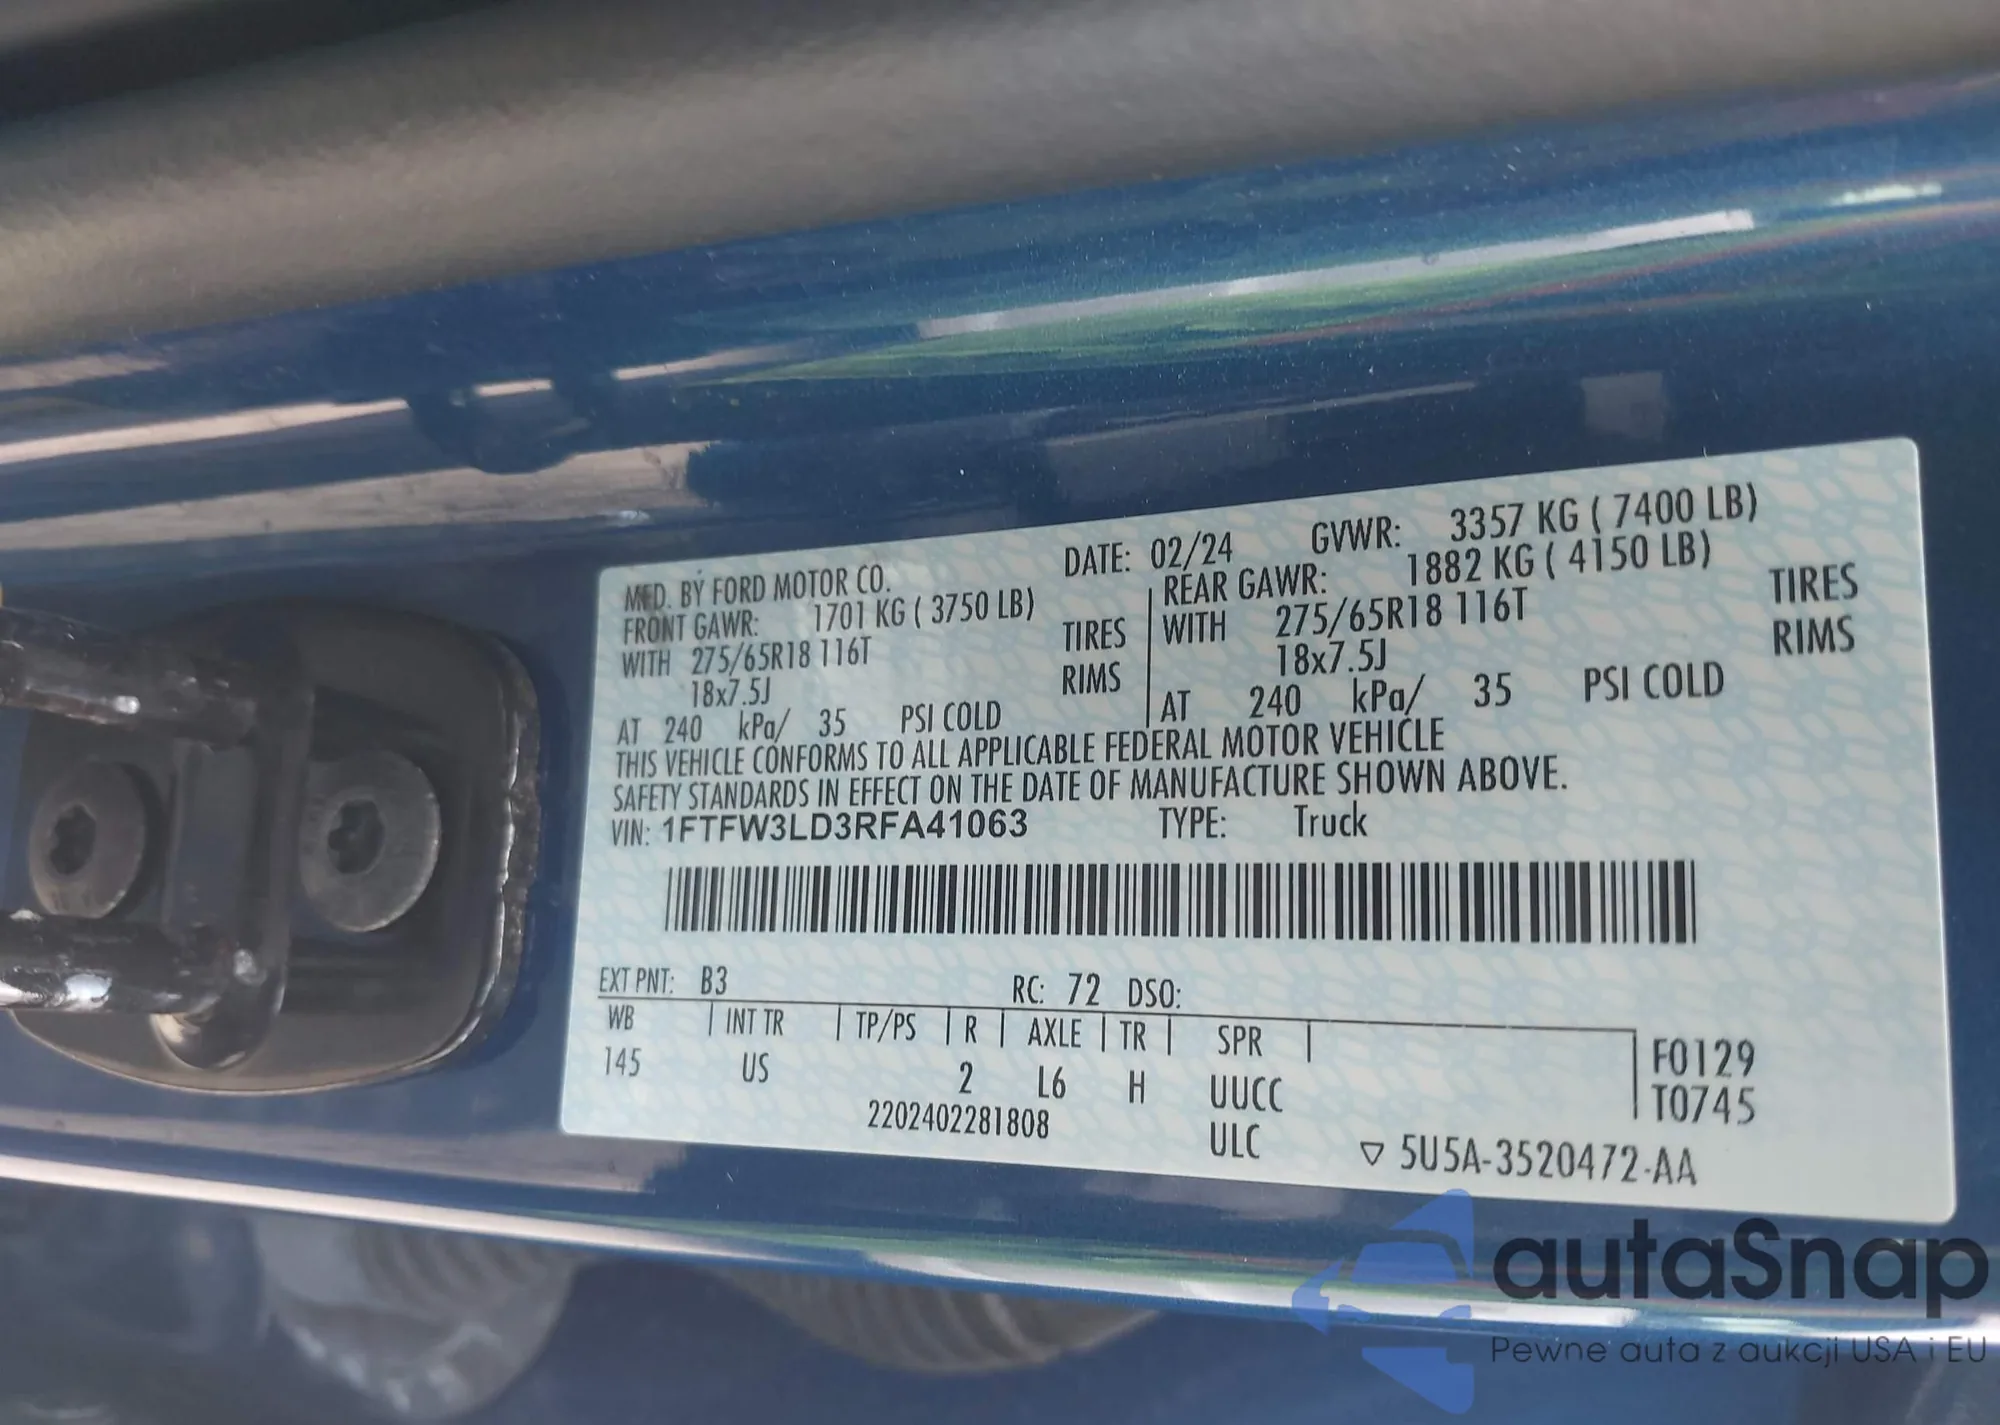 MFD. BY FORD MOTOR CO. DATE: 02/24 GVWR: 3357 KG ( 7400 LB)
FRONT GAWR: 1701 KG ( 3750 LB) REAR GAWR: 1882 KG ( 4150 LB)
WITH 275/65R18 116T TIRES WITH 275/65R18 116T TIRES
18x7.5J RIMS 18x7.5J RIMS
AT 240 kPa/ 35 PSI COLD AT 240 kPa/ 35 PSI COLD
THIS VEHICLE CONFORMS TO ALL APPLICABLE FEDERAL MOTOR VEHICLE
SAFETY STANDARDS IN EFFECT ON THE DATE OF MANUFACTURE SHOWN ABOVE.
VIN: 1FTFW3LD3RFA41063 TYPE: Truck
EXT PNT: B3 RC: 72 DSO:
WB | INT TR | TP/PS | R | AXLE | TR | SPR | F0129
145 US 2 L6 H UUCC T0745
2202402281808 ULC ▽ 5U5A-3520472-AA
autaSnap
Pewne auta z aukcji USA i EU